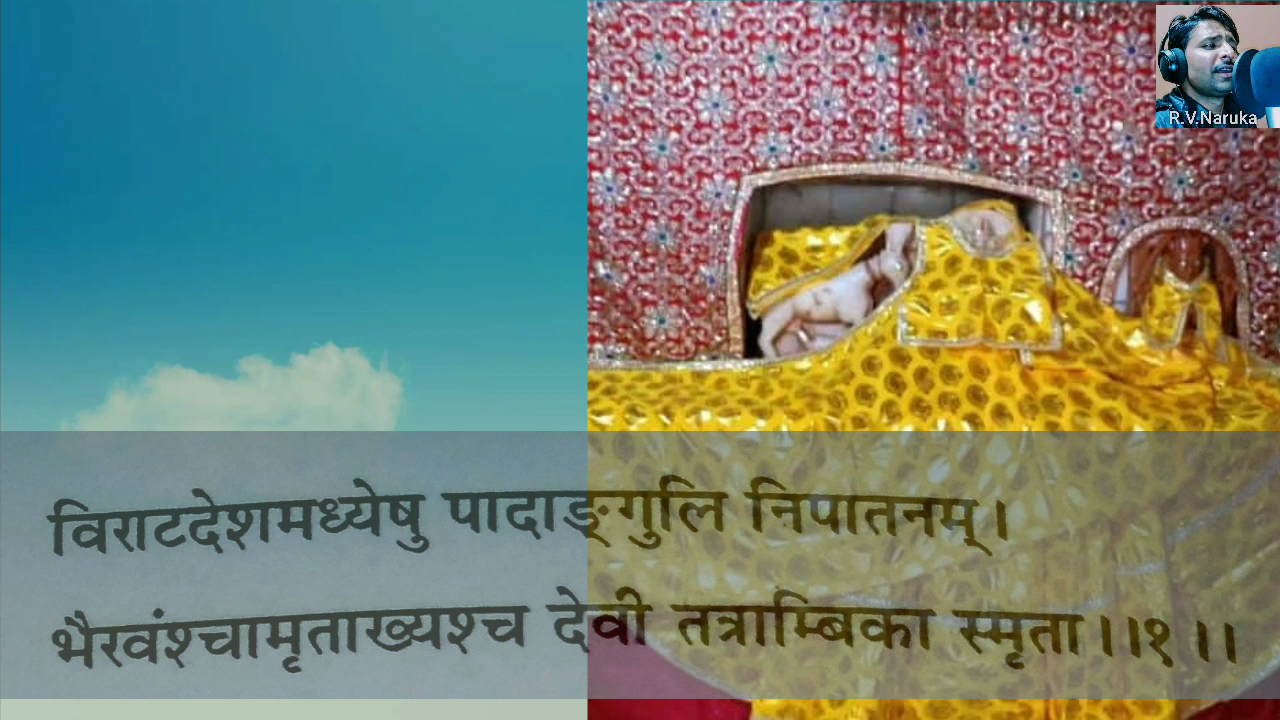 R.V.Naruka
विराटदेशमध्येषु पादाङ्गुलि निपातनम्।
भैरवंश्चामृताख्यश्च देवी तत्राम्बिका स्मृता।।१।।